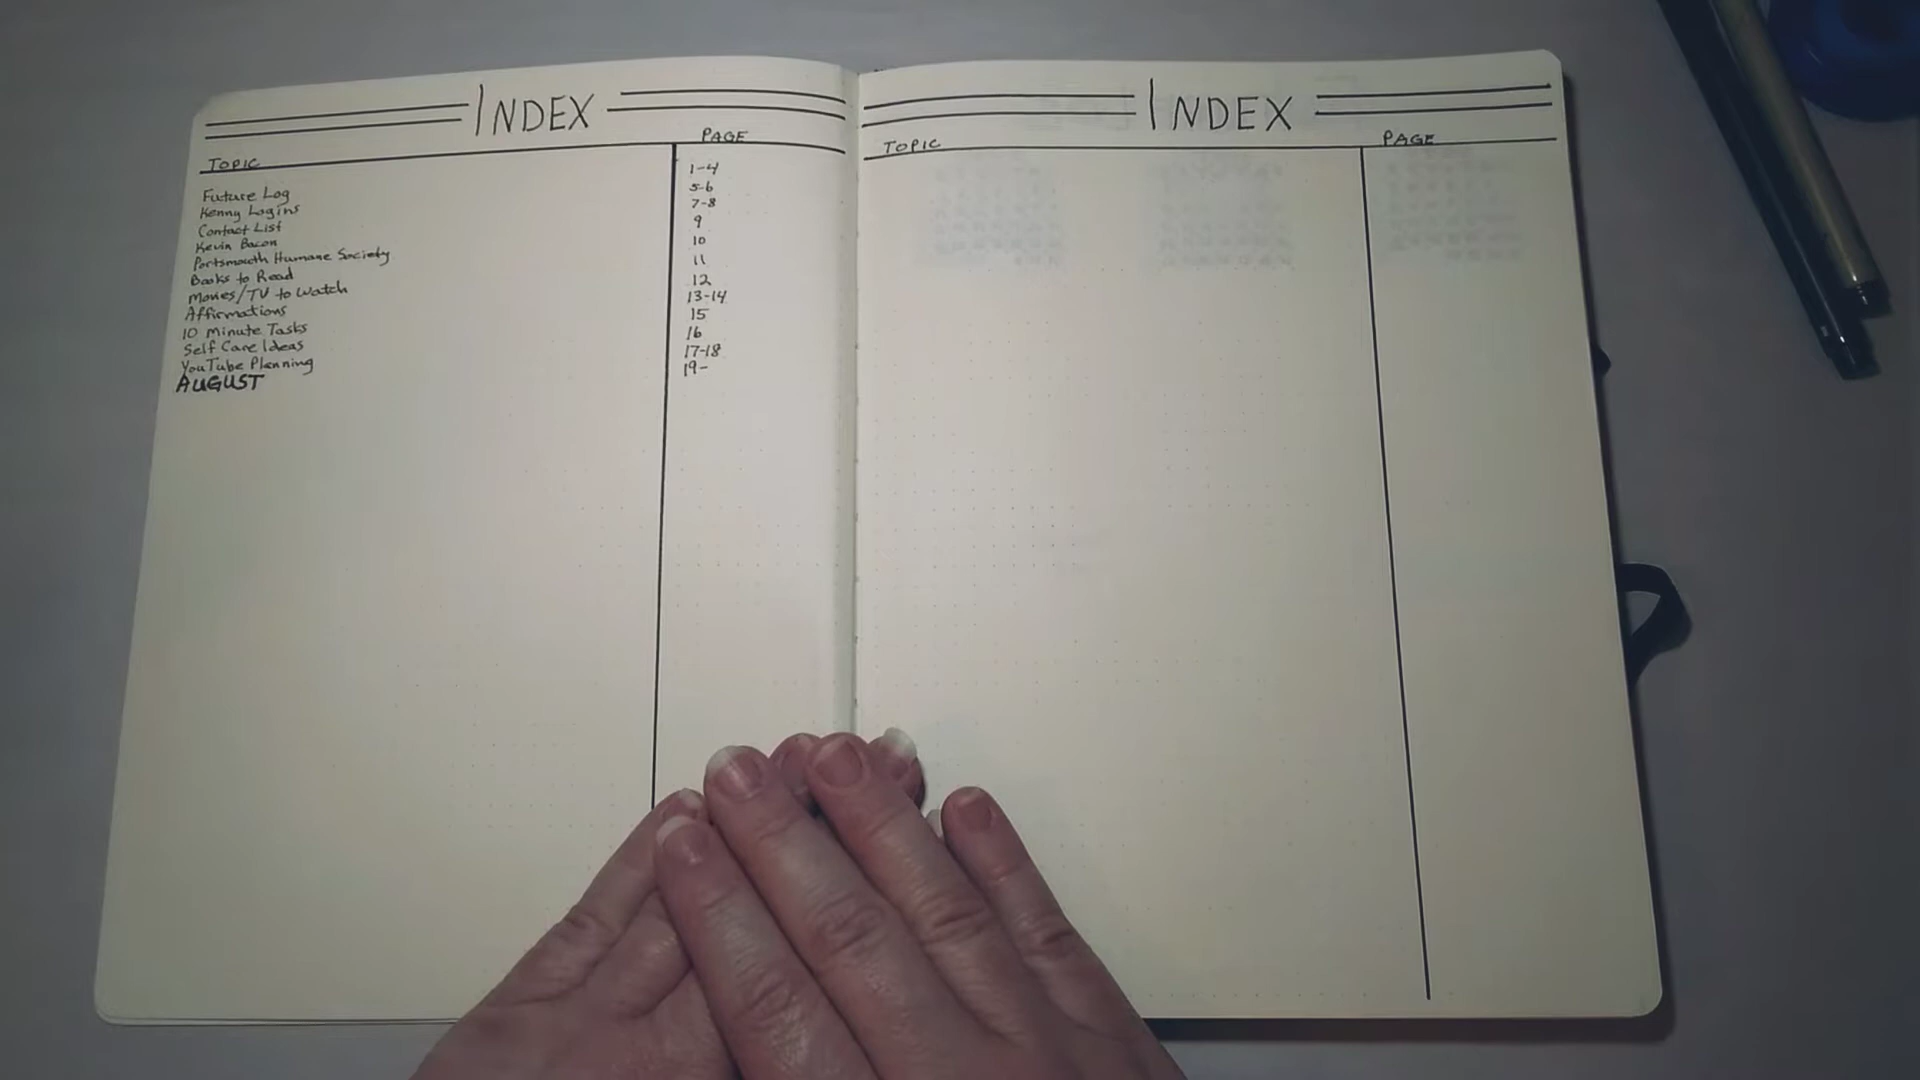 INDEX
TOPIC PAGE
Future Log 1-4
Kenny Logins 5-6
Contact List 7-8
Kevin Bacon 9
Portsmouth Humane Society 10
Books to Read 11
Movies/TV to Watch 12
Affirmations 13-14
10 Minute Tasks 15
Self Care Ideas 16
YouTube Planning 17-18
AUGUST 19-
INDEX
TOPIC PAGE